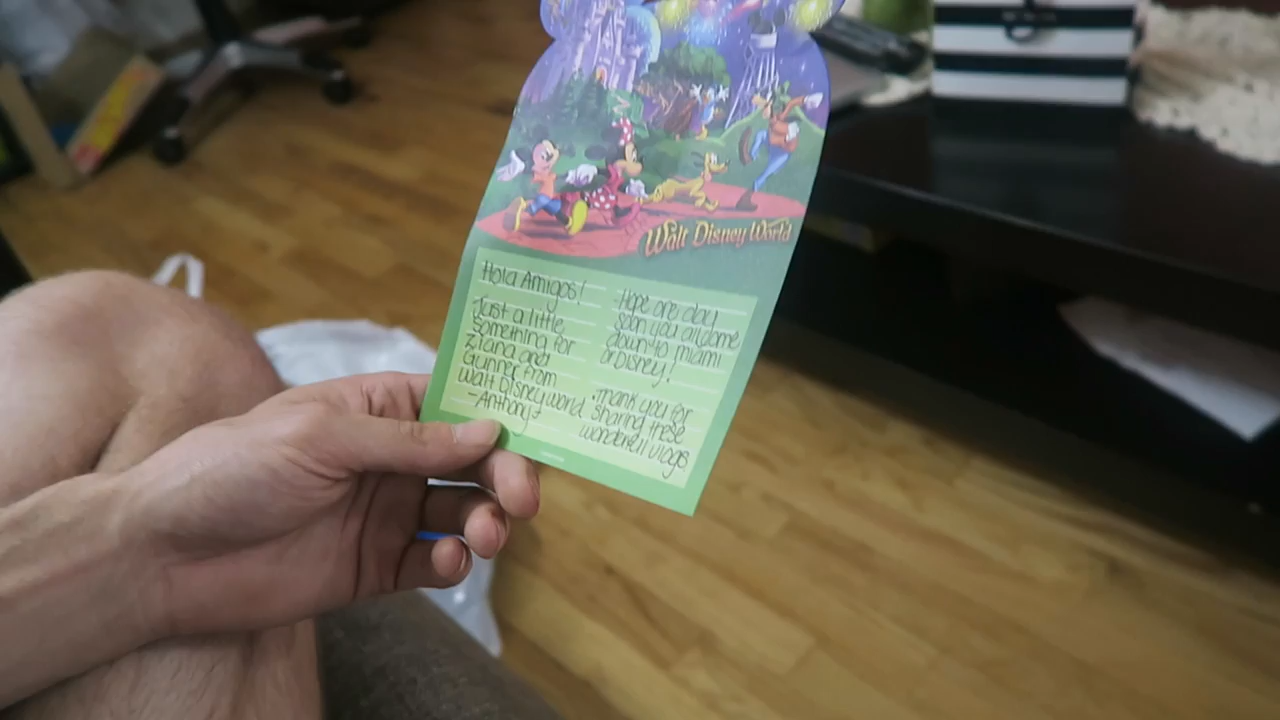 Walt Disney World
Hola Amigos!
Just a little
something for
Ziana and
Gunner from
Walt Disney World
-Anthony
Hope one day
soon you all come
down to miami
or Disney!
Thank you for
sharing these
wonderful vlogs.